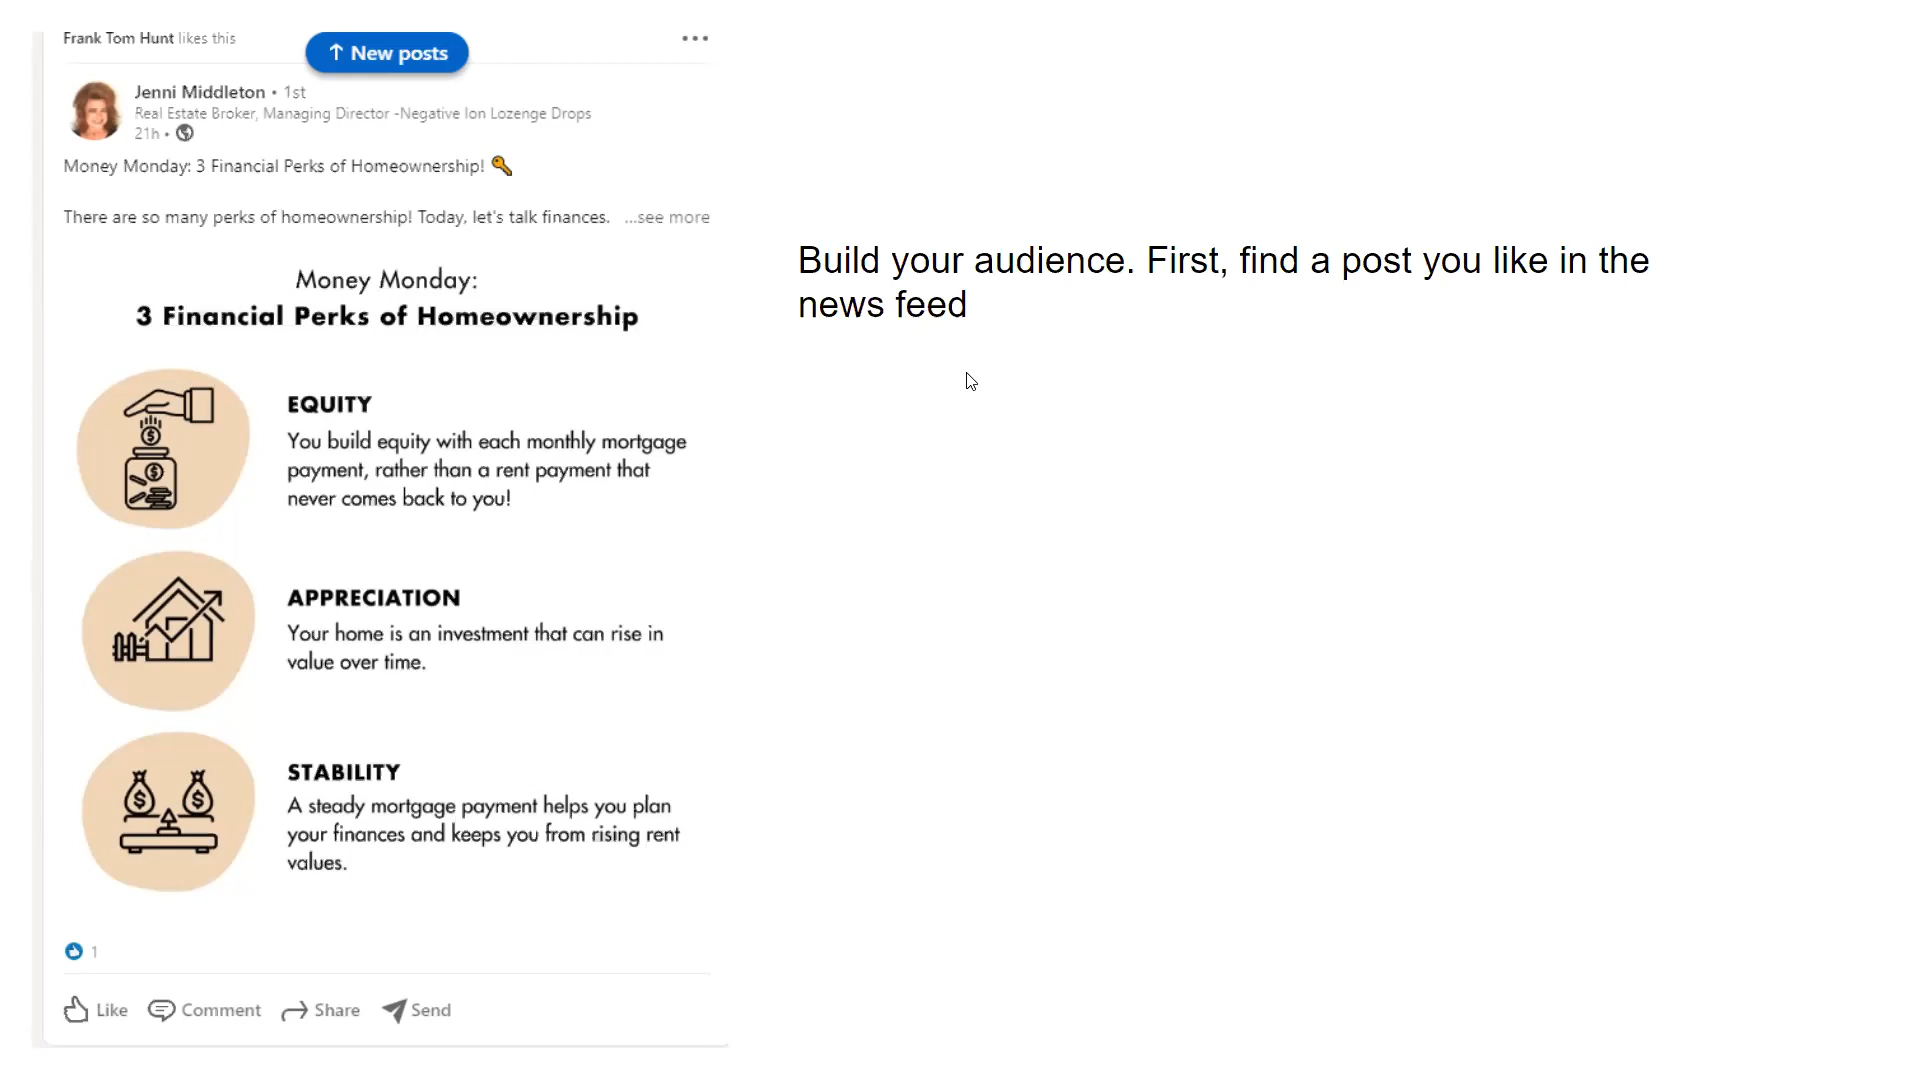 Frank Tom Hunt likes this
↑ New posts
Jenni Middleton • 1st
Real Estate Broker, Managing Director -Negative Ion Lozenge Drops
21h •
Money Monday: 3 Financial Perks of Homeownership! 🔑
There are so many perks of homeownership! Today, let's talk finances. ...see more
Money Monday:
3 Financial Perks of Homeownership
EQUITY
You build equity with each monthly mortgage
payment, rather than a rent payment that
never comes back to you!
APPRECIATION
Your home is an investment that can rise in
value over time.
STABILITY
A steady mortgage payment helps you plan
your finances and keeps you from rising rent
values.
1
Like Comment Share Send
Build your audience. First, find a post you like in the
news feed